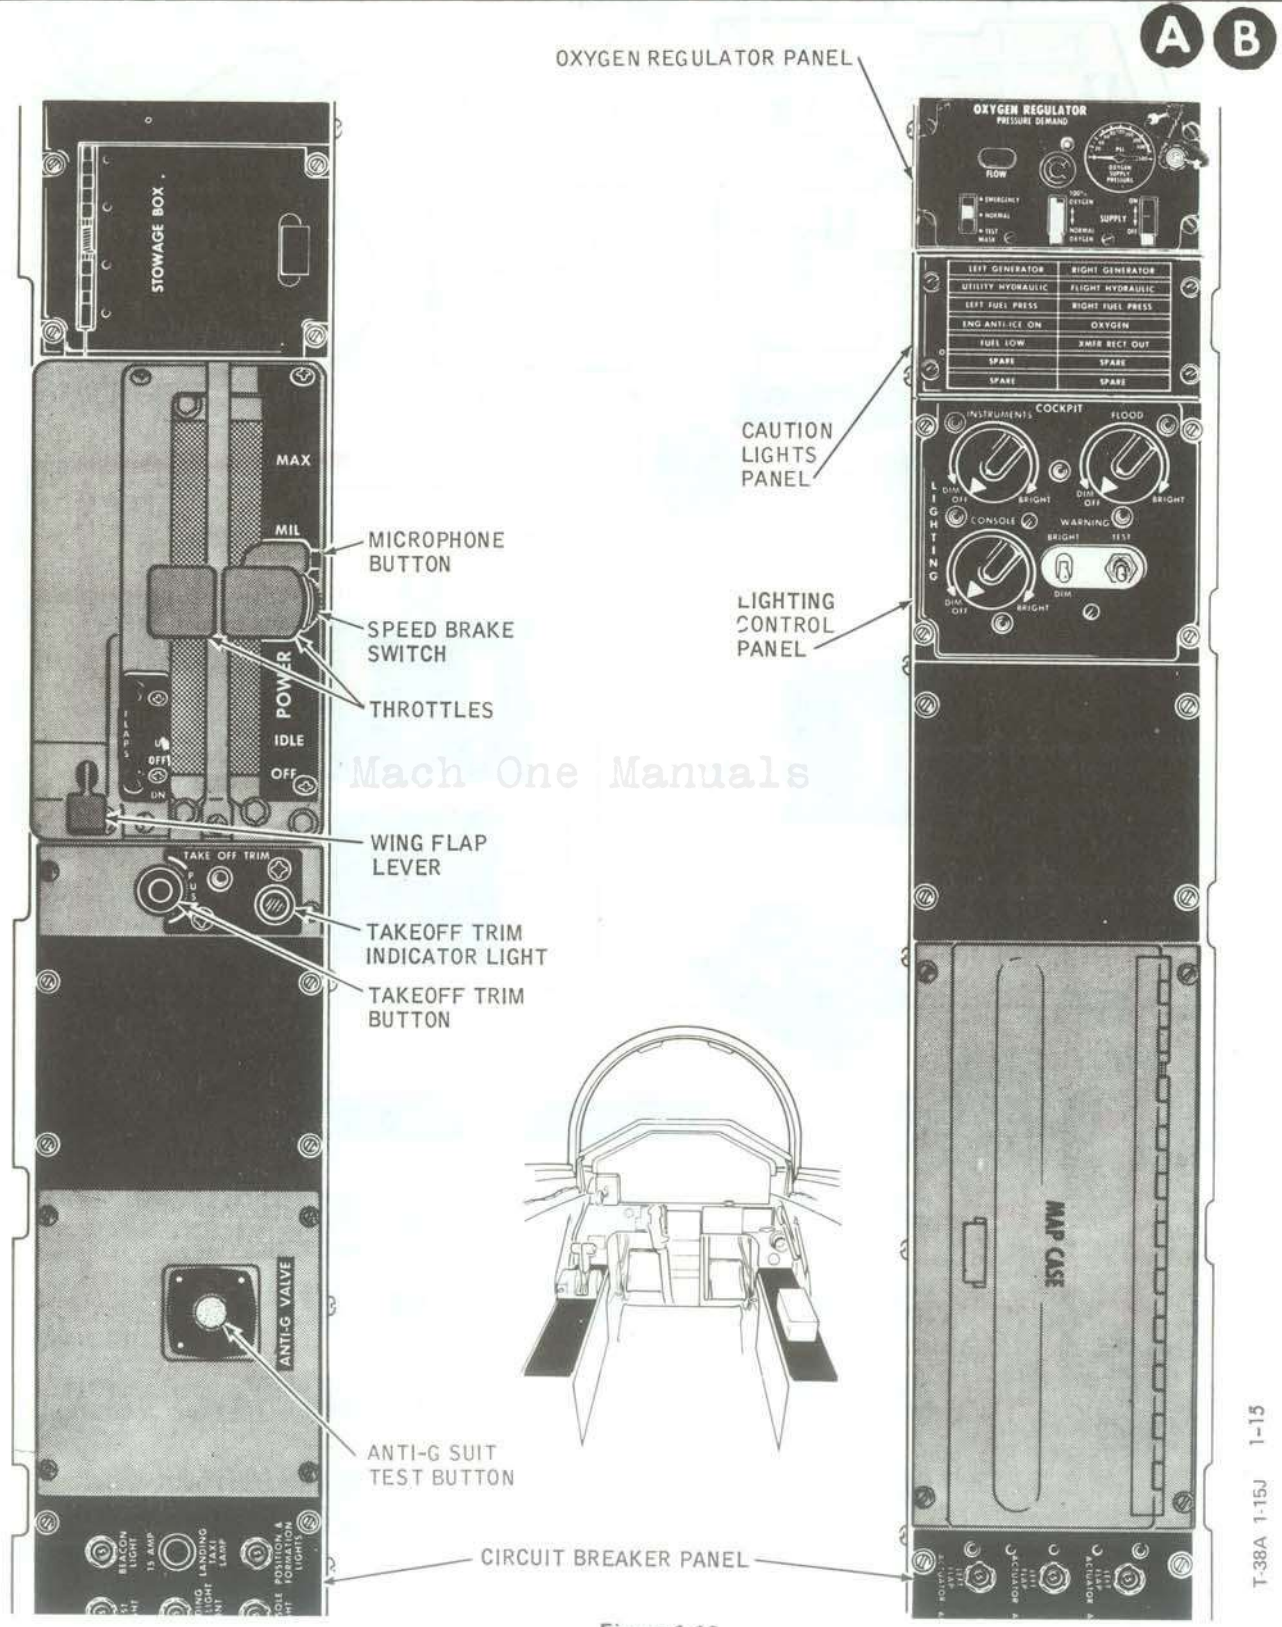 A B
OXYGEN REGULATOR PANEL
STOWAGE BOX
MAX
MIL
POWER
IDLE
OFF
FLAPS
OFF
DN
MICROPHONE
BUTTON
SPEED BRAKE
SWITCH
THROTTLES
Mach One Manuals
WING FLAP
LEVER
TAKE OFF TRIM
TAKEOFF TRIM
INDICATOR LIGHT
TAKEOFF TRIM
BUTTON
ANTI-G VALVE
ANTI-G SUIT
TEST BUTTON
BEACON
LIGHT
15 AMP
LANDING
TAXI
LAMP
POSITION &
FORMATION
LIGHTS
CIRCUIT BREAKER PANEL
OXYGEN REGULATOR
PRESSURE DEMAND
FLOW
PSI
OXYGEN
SUPPLY
PRESSURE
EMERGENCY
NORMAL
TEST
MASK
100%
OXYGEN
NORMAL
OXYGEN
SUPPLY
ON
OFF
LEFT GENERATOR RIGHT GENERATOR
UTILITY HYDRAULIC FLIGHT HYDRAULIC
LEFT FUEL PRESS RIGHT FUEL PRESS
ENG ANTI-ICE ON OXYGEN
FUEL LOW XMFR RECT OUT
SPARE SPARE
SPARE SPARE
CAUTION
LIGHTS
PANEL
COCKPIT
INSTRUMENTS FLOOD
LIGHTING
DIM
OFF
BRIGHT
DIM
OFF
BRIGHT
CONSOLE WARNING
BRIGHT TEST
DIM
DIM
OFF
BRIGHT
LIGHTING
CONTROL
PANEL
MAP CASE
LEFT
FLAP
ACTUATOR
T-38A 1-15J 1-15